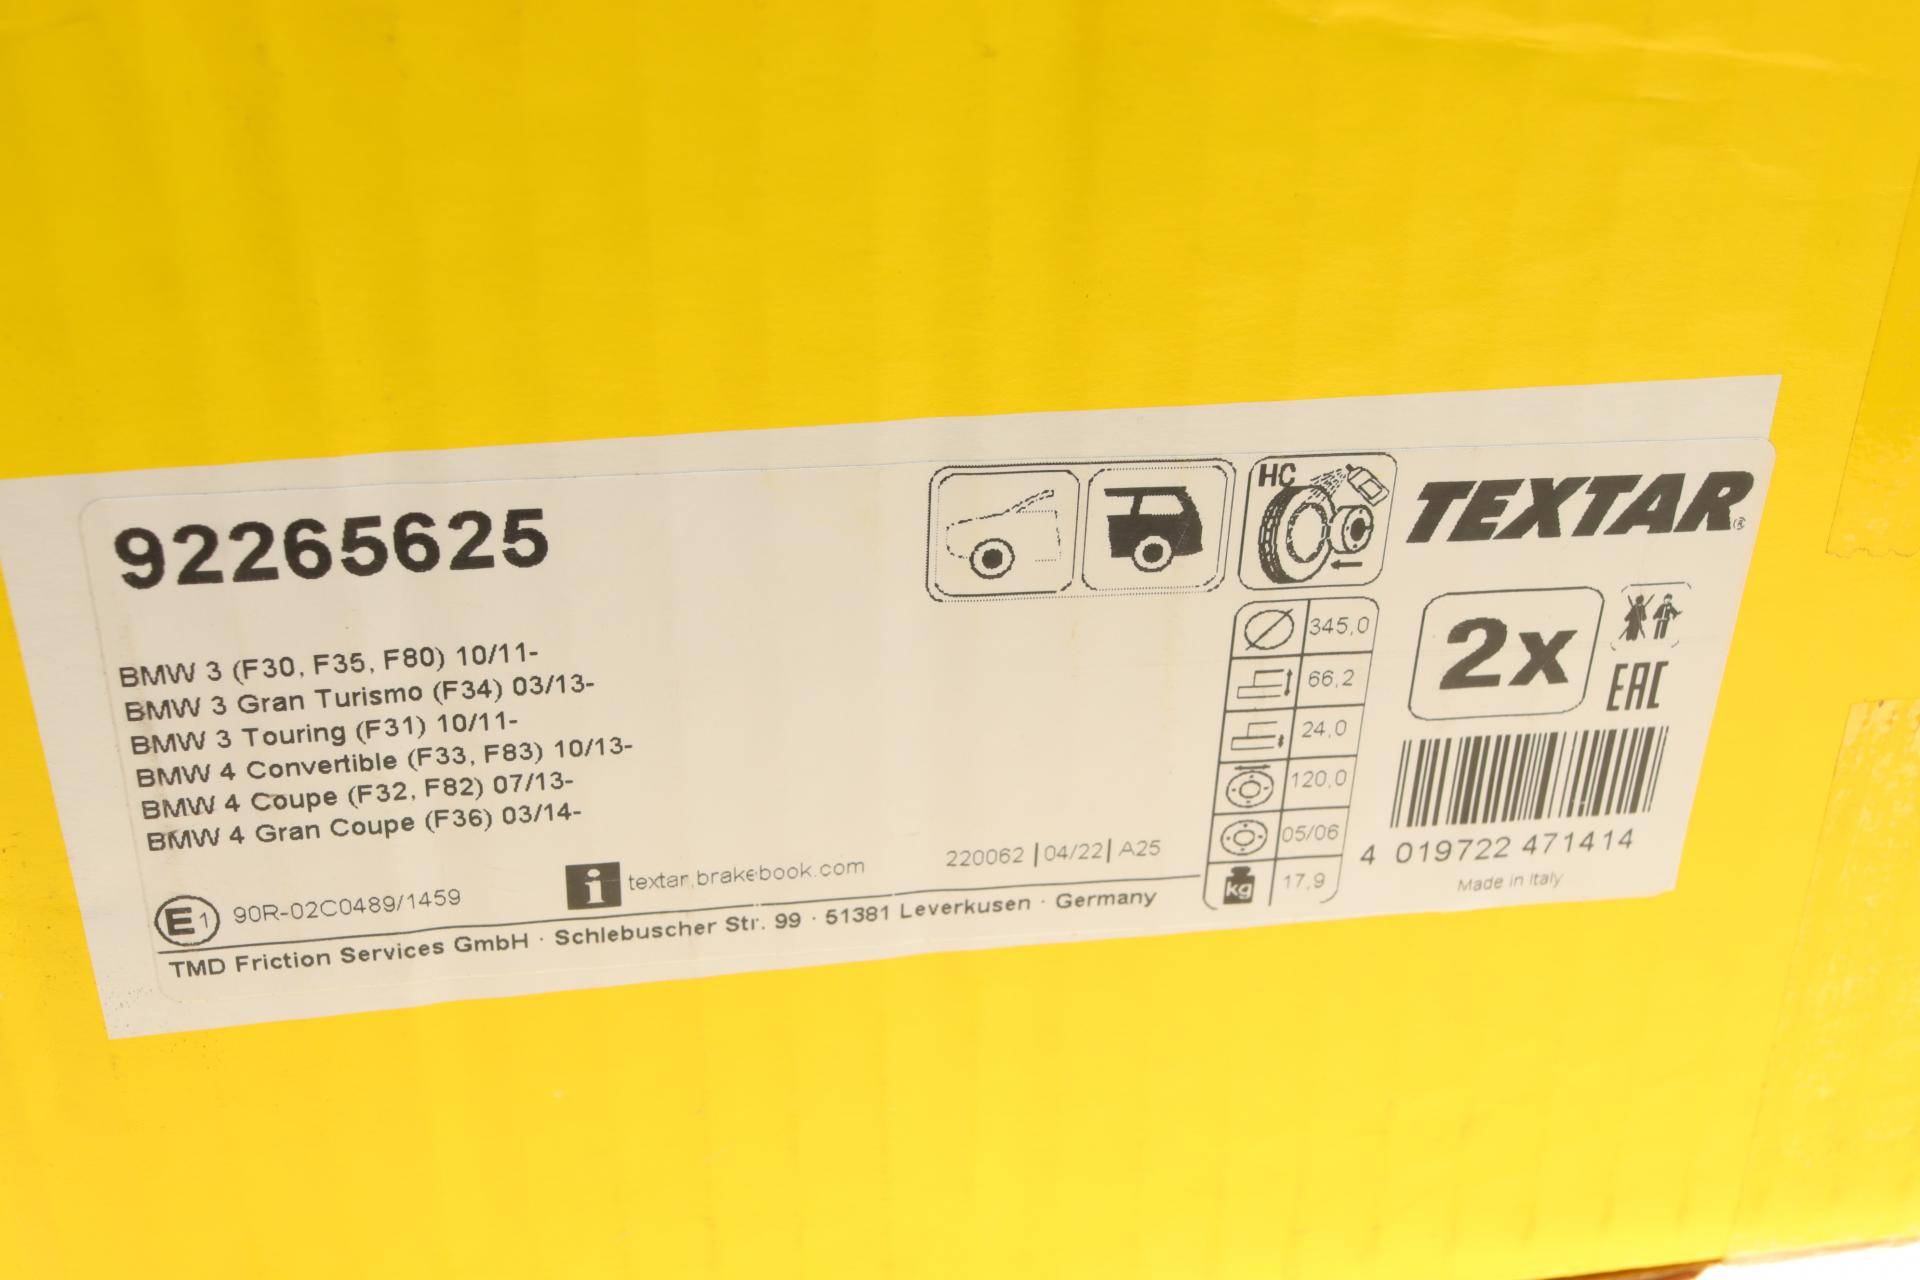 92265625
HC
TEXTAR®
BMW 3 (F30, F35, F80) 10/11-
BMW 3 Gran Turismo (F34) 03/13-
BMW 3 Touring (F31) 10/11-
BMW 4 Convertible (F33, F83) 10/13-
BMW 4 Coupe (F32, F82) 07/13-
BMW 4 Gran Coupe (F36) 03/14-
345,0
66,2
24,0
120,0
05/06
kg 17,9
2x
EAC
4 019722 471414
Made in Italy
E1 90R-02C0489/1459
i textar.brakebook.com
220062 | 04/22 | A25
TMD Friction Services GmbH · Schlebuscher Str. 99 · 51381 Leverkusen · Germany